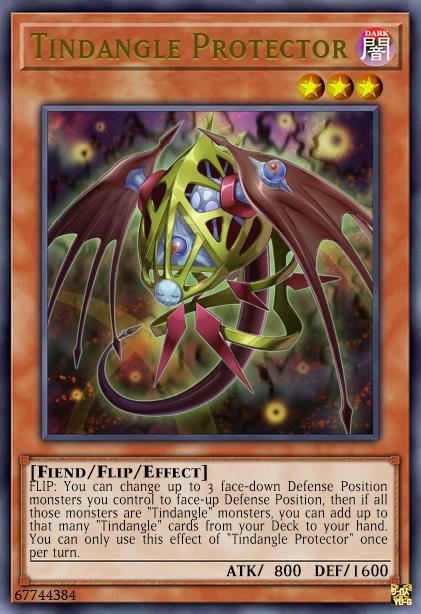 Tindangle Protector
DARK
闇
[Fiend/Flip/Effect]
FLIP: You can change up to 3 face-down Defense Position
monsters you control to face-up Defense Position, then if all
those monsters are "Tindangle" monsters, you can add up to
that many "Tindangle" cards from your Deck to your hand.
You can only use this effect of "Tindangle Protector" once
per turn.
ATK/ 800 DEF/1600
67744384